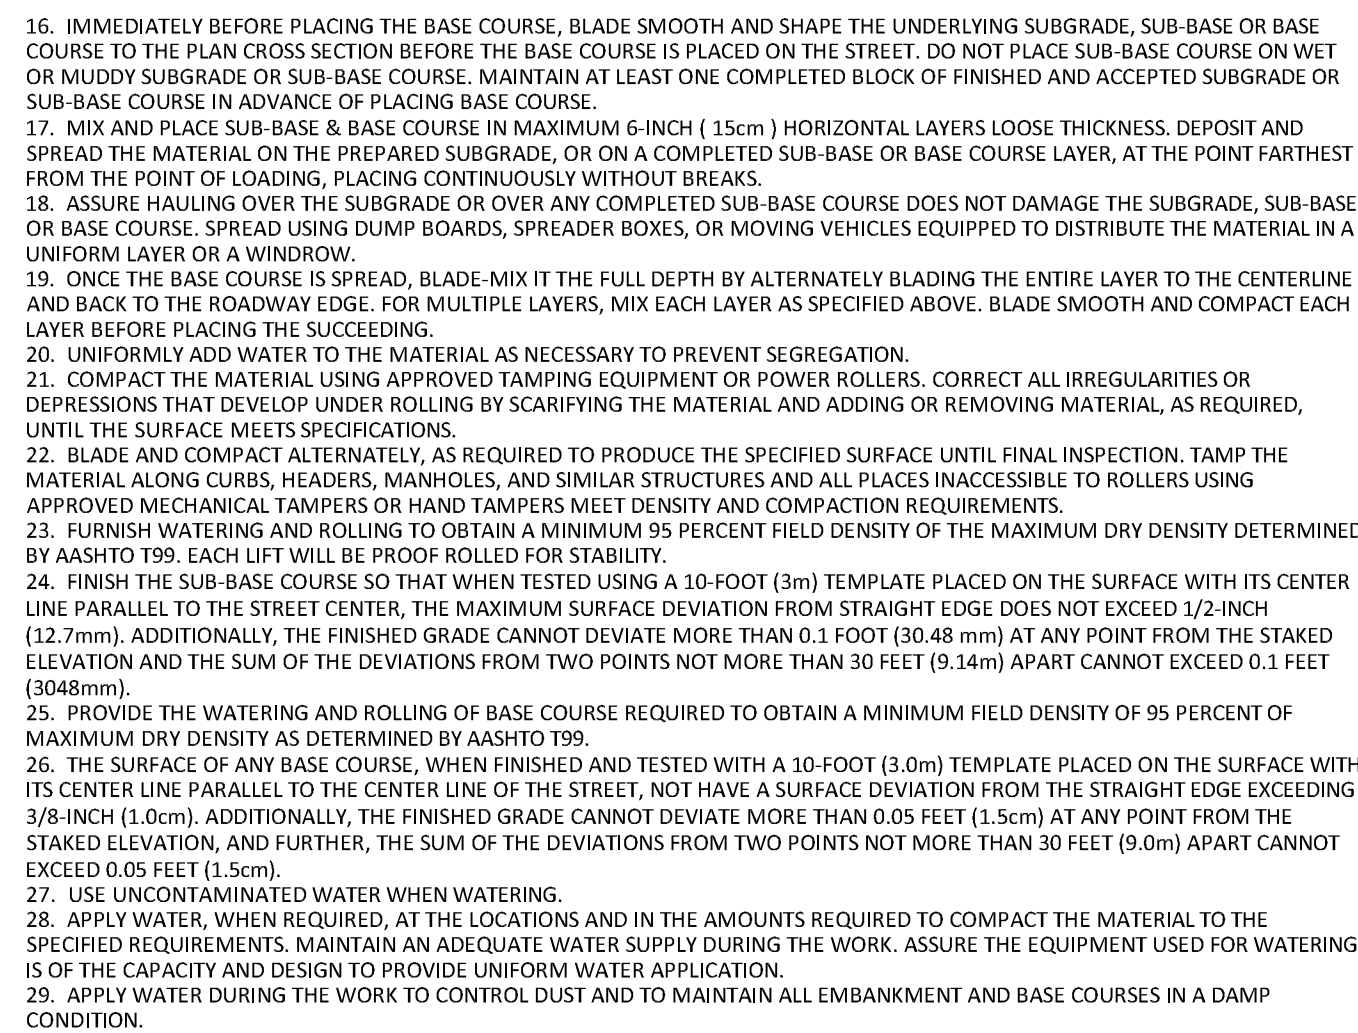 16.  IMMEDIATELY BEFORE PLACING THE BASE COURSE, BLADE SMOOTH AND SHAPE THE UNDERLYING SUBGRADE, SUB-BASE OR BASE
COURSE TO THE PLAN CROSS SECTION BEFORE THE BASE COURSE IS PLACED ON THE STREET. DO NOT PLACE SUB-BASE COURSE ON WET
OR MUDDY SUBGRADE OR SUB-BASE COURSE. MAINTAIN AT LEAST ONE COMPLETED BLOCK OF FINISHED AND ACCEPTED SUBGRADE OR
SUB-BASE COURSE IN ADVANCE OF PLACING BASE COURSE.
17.  MIX AND PLACE SUB-BASE & BASE COURSE IN MAXIMUM 6-INCH ( 15cm ) HORIZONTAL LAYERS LOOSE THICKNESS. DEPOSIT AND
SPREAD THE MATERIAL ON THE PREPARED SUBGRADE, OR ON A COMPLETED SUB-BASE OR BASE COURSE LAYER, AT THE POINT FARTHEST
FROM THE POINT OF LOADING, PLACING CONTINUOUSLY WITHOUT BREAKS.
18.  ASSURE HAULING OVER THE SUBGRADE OR OVER ANY COMPLETED SUB-BASE COURSE DOES NOT DAMAGE THE SUBGRADE, SUB-BASE
OR BASE COURSE. SPREAD USING DUMP BOARDS, SPREADER BOXES, OR MOVING VEHICLES EQUIPPED TO DISTRIBUTE THE MATERIAL IN A
UNIFORM LAYER OR A WINDROW.
19.  ONCE THE BASE COURSE IS SPREAD, BLADE-MIX IT THE FULL DEPTH BY ALTERNATELY BLADING THE ENTIRE LAYER TO THE CENTERLINE
AND BACK TO THE ROADWAY EDGE. FOR MULTIPLE LAYERS, MIX EACH LAYER AS SPECIFIED ABOVE. BLADE SMOOTH AND COMPACT EACH
LAYER BEFORE PLACING THE SUCCEEDING.
20.  UNIFORMLY ADD WATER TO THE MATERIAL AS NECESSARY TO PREVENT SEGREGATION.
21.  COMPACT THE MATERIAL USING APPROVED TAMPING EQUIPMENT OR POWER ROLLERS. CORRECT ALL IRREGULARITIES OR
DEPRESSIONS THAT DEVELOP UNDER ROLLING BY SCARIFYING THE MATERIAL AND ADDING OR REMOVING MATERIAL, AS REQUIRED,
UNTIL THE SURFACE MEETS SPECIFICATIONS.
22.  BLADE AND COMPACT ALTERNATELY, AS REQUIRED TO PRODUCE THE SPECIFIED SURFACE UNTIL FINAL INSPECTION. TAMP THE
MATERIAL ALONG CURBS, HEADERS, MANHOLES, AND SIMILAR STRUCTURES AND ALL PLACES INACCESSIBLE TO ROLLERS USING
APPROVED MECHANICAL TAMPERS OR HAND TAMPERS MEET DENSITY AND COMPACTION REQUIREMENTS.
23.  FURNISH WATERING AND ROLLING TO OBTAIN A MINIMUM 95 PERCENT FIELD DENSITY OF THE MAXIMUM DRY DENSITY DETERMINED
BY AASHTO T99. EACH LIFT WILL BE PROOF ROLLED FOR STABILITY.
24.  FINISH THE SUB-BASE COURSE SO THAT WHEN TESTED USING A 10-FOOT (3m) TEMPLATE PLACED ON THE SURFACE WITH ITS CENTER
LINE PARALLEL TO THE STREET CENTER, THE MAXIMUM SURFACE DEVIATION FROM STRAIGHT EDGE DOES NOT EXCEED 1/2-INCH
(12.7mm). ADDITIONALLY, THE FINISHED GRADE CANNOT DEVIATE MORE THAN 0.1 FOOT (30.48 mm) AT ANY POINT FROM THE STAKED
ELEVATION AND THE SUM OF THE DEVIATIONS FROM TWO POINTS NOT MORE THAN 30 FEET (9.14m) APART CANNOT EXCEED 0.1 FEET
(3048mm).
25.  PROVIDE THE WATERING AND ROLLING OF BASE COURSE REQUIRED TO OBTAIN A MINIMUM FIELD DENSITY OF 95 PERCENT OF
MAXIMUM DRY DENSITY AS DETERMINED BY AASHTO T99.
26.  THE SURFACE OF ANY BASE COURSE, WHEN FINISHED AND TESTED WITH A 10-FOOT (3.0m) TEMPLATE PLACED ON THE SURFACE WITH
ITS CENTER LINE PARALLEL TO THE CENTER LINE OF THE STREET, NOT HAVE A SURFACE DEVIATION FROM THE STRAIGHT EDGE EXCEEDING
3/8-INCH (1.0cm). ADDITIONALLY, THE FINISHED GRADE CANNOT DEVIATE MORE THAN 0.05 FEET (1.5cm) AT ANY POINT FROM THE
STAKED ELEVATION, AND FURTHER, THE SUM OF THE DEVIATIONS FROM TWO POINTS NOT MORE THAN 30 FEET (9.0m) APART CANNOT
EXCEED 0.05 FEET (1.5cm).
27.  USE UNCONTAMINATED WATER WHEN WATERING.
28.  APPLY WATER, WHEN REQUIRED, AT THE LOCATIONS AND IN THE AMOUNTS REQUIRED TO COMPACT THE MATERIAL TO THE
SPECIFIED REQUIREMENTS. MAINTAIN AN ADEQUATE WATER SUPPLY DURING THE WORK. ASSURE THE EQUIPMENT USED FOR WATERING
IS OF THE CAPACITY AND DESIGN TO PROVIDE UNIFORM WATER APPLICATION.
29.  APPLY WATER DURING THE WORK TO CONTROL DUST AND TO MAINTAIN ALL EMBANKMENT AND BASE COURSES IN A DAMP
CONDITION.